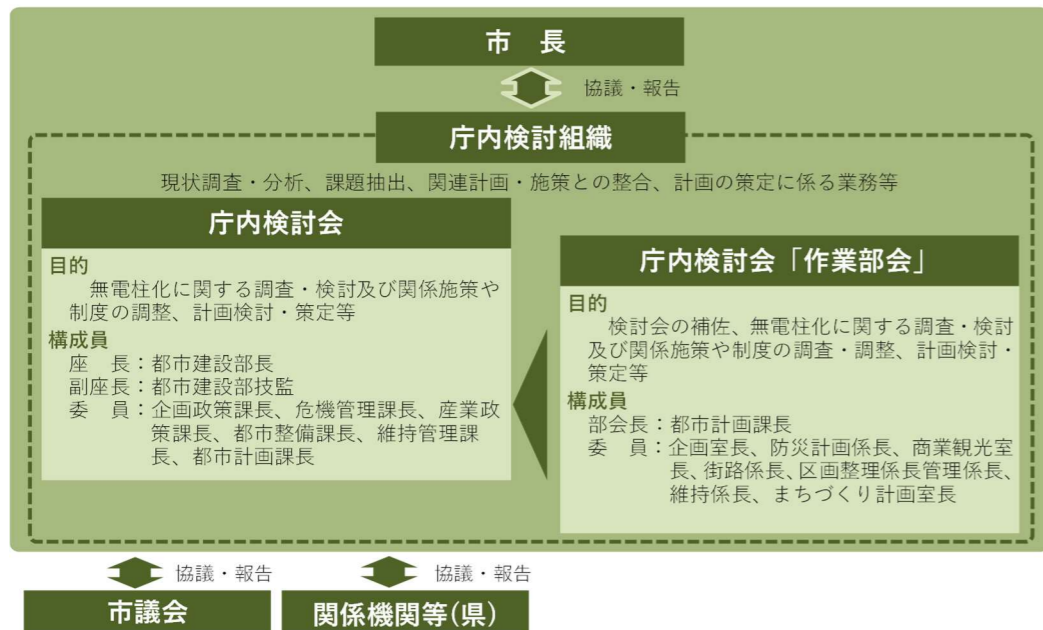 市 長
協議・報告
庁内検討組織
現状調査・分析、課題抽出、関連計画・施策との整合、計画の策定に係る業務等
庁内検討会
目的
無電柱化に関する調査・検討及び関係施策や
制度の調整、計画検討・策定等
構成員
座 長：都市建設部長
副座長：都市建設部技監
委 員：企画政策課長、危機管理課長、産業政
策課長、都市整備課長、維持管理課
長、都市計画課長
庁内検討会「作業部会」
目的
検討会の補佐、無電柱化に関する調査・検討
及び関係施策や制度の調査・調整、計画検討・
策定等
構成員
部会長：都市計画課長
委 員：企画室長、防災計画係長、商業観光室
長、街路係長、区画整理係長管理係長、
維持係長、まちづくり計画室長
協議・報告
協議・報告
市議会
関係機関等(県)